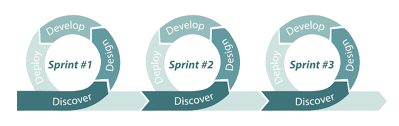 Develop
Design
Deploy
Sprint #1
Discover
Develop
Design
Deploy
Sprint #2
Discover
Develop
Design
Deploy
Sprint #3
Discover